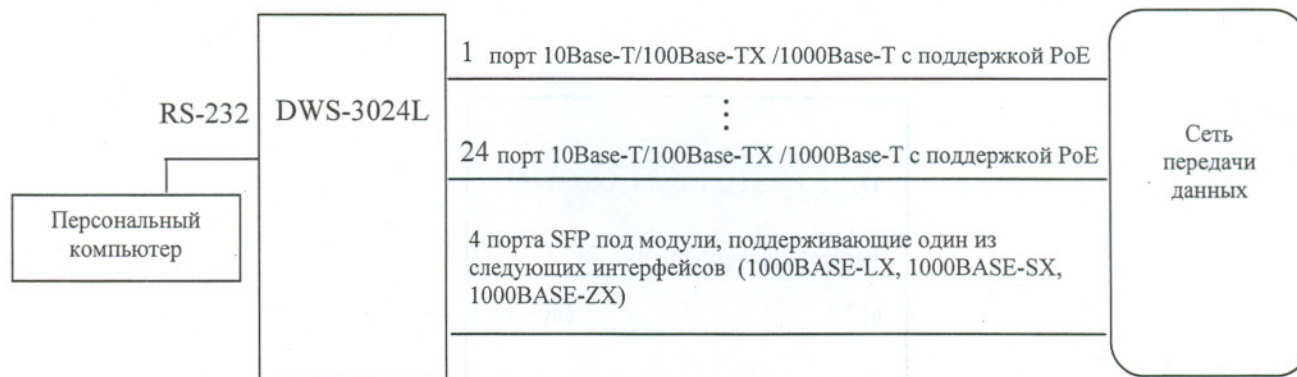 1 порт 10Base-T/100Base-TX /1000Base-T с поддержкой PoE
RS-232
DWS-3024L
24 порт 10Base-T/100Base-TX /1000Base-T с поддержкой PoE
Сеть
передачи
данных
Персональный
компьютер
4 порта SFP под модули, поддерживающие один из
следующих интерфейсов (1000BASE-LX, 1000BASE-SX,
1000BASE-ZX)